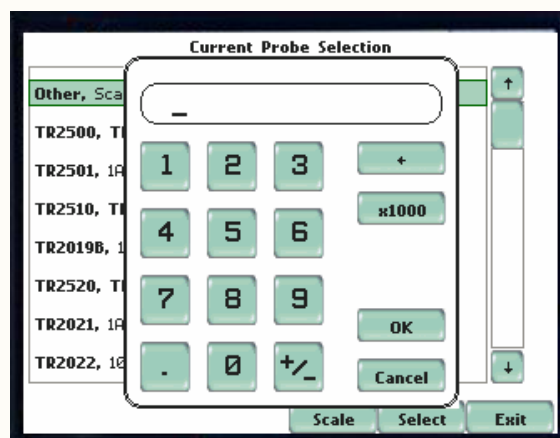 Current Probe Selection
Other, Sca
TR2500, T
TR2501, 1A
TR2510, T
TR2019B, 1
TR2520, T
TR2021, 1A
TR2022, 10
1 2 3 ←
x1000
4 5 6
7 8 9
OK
. 0 +/-
Cancel
↑
↓
Scale Select Exit